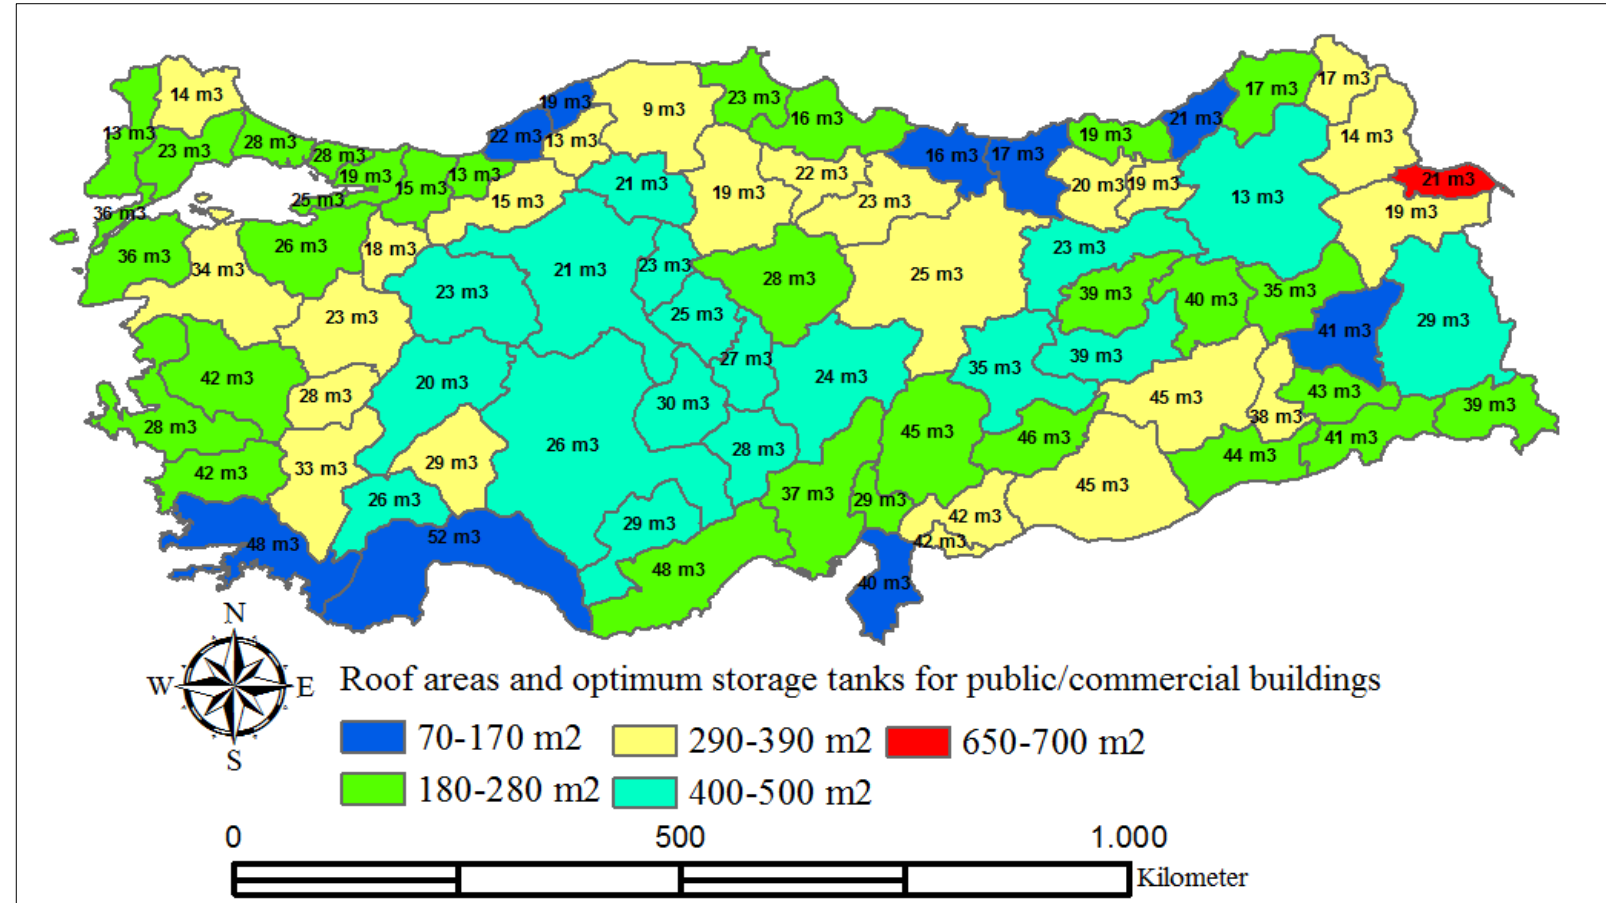 14 m3
9 m3
19 m3
23 m3
17 m3
17 m3
13 m3
28 m3
22 m3
13 m3
16 m3
21 m3
14 m3
23 m3
28 m3
19 m3
16 m3
17 m3
19 m3
15 m3
13 m3
21 m3
22 m3
20 m3
19 m3
21 m3
25 m3
15 m3
19 m3
23 m3
13 m3
19 m3
36 m3
36 m3
34 m3
26 m3
18 m3
21 m3
23 m3
28 m3
25 m3
23 m3
23 m3
23 m3
25 m3
39 m3
40 m3
35 m3
41 m3
29 m3
42 m3
28 m3
20 m3
27 m3
24 m3
35 m3
39 m3
45 m3
38 m3
43 m3
39 m3
28 m3
30 m3
26 m3
28 m3
45 m3
46 m3
44 m3
41 m3
42 m3
33 m3
29 m3
26 m3
29 m3
37 m3
29 m3
42 m3
42 m3
45 m3
48 m3
52 m3
48 m3
40 m3
N
W E
S
Roof areas and optimum storage tanks for public/commercial buildings
70-170 m2 290-390 m2 650-700 m2
180-280 m2 400-500 m2
0 500 1.000
Kilometer